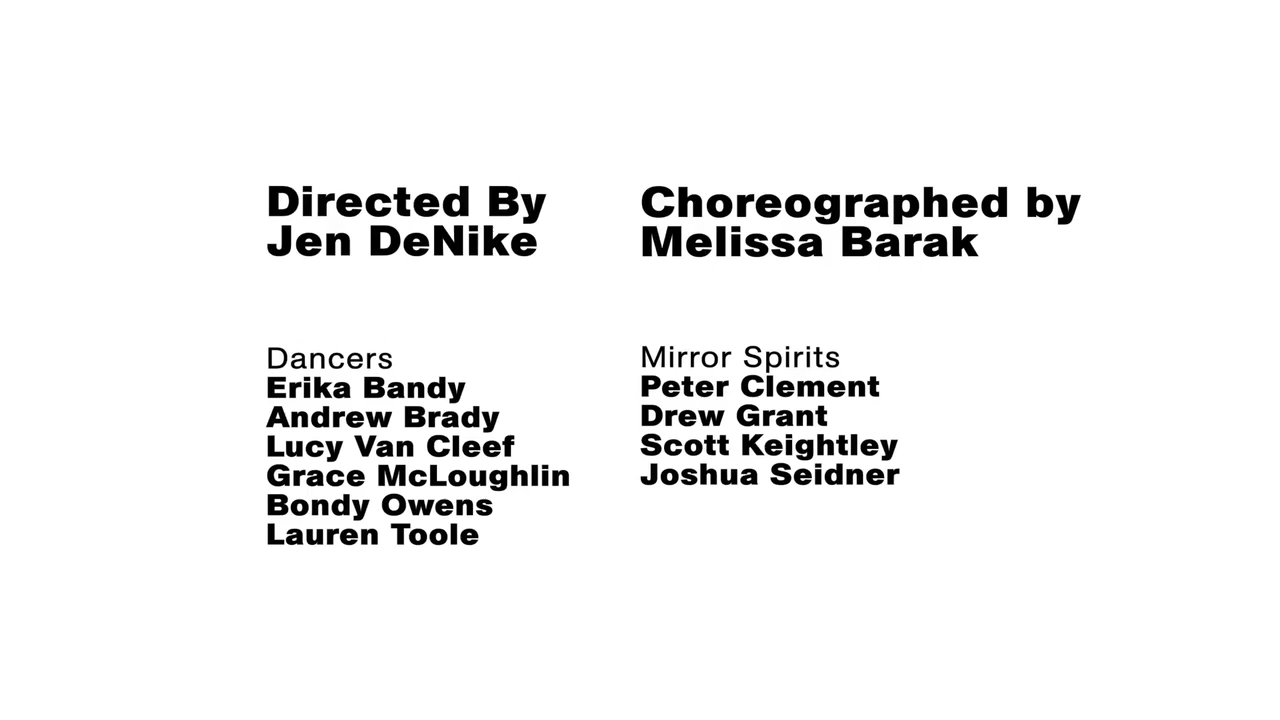 Directed By
Jen DeNike
Choreographed by
Melissa Barak
Dancers
Erika Bandy
Andrew Brady
Lucy Van Cleef
Grace McLoughlin
Bondy Owens
Lauren Toole
Mirror Spirits
Peter Clement
Drew Grant
Scott Keightley
Joshua Seidner